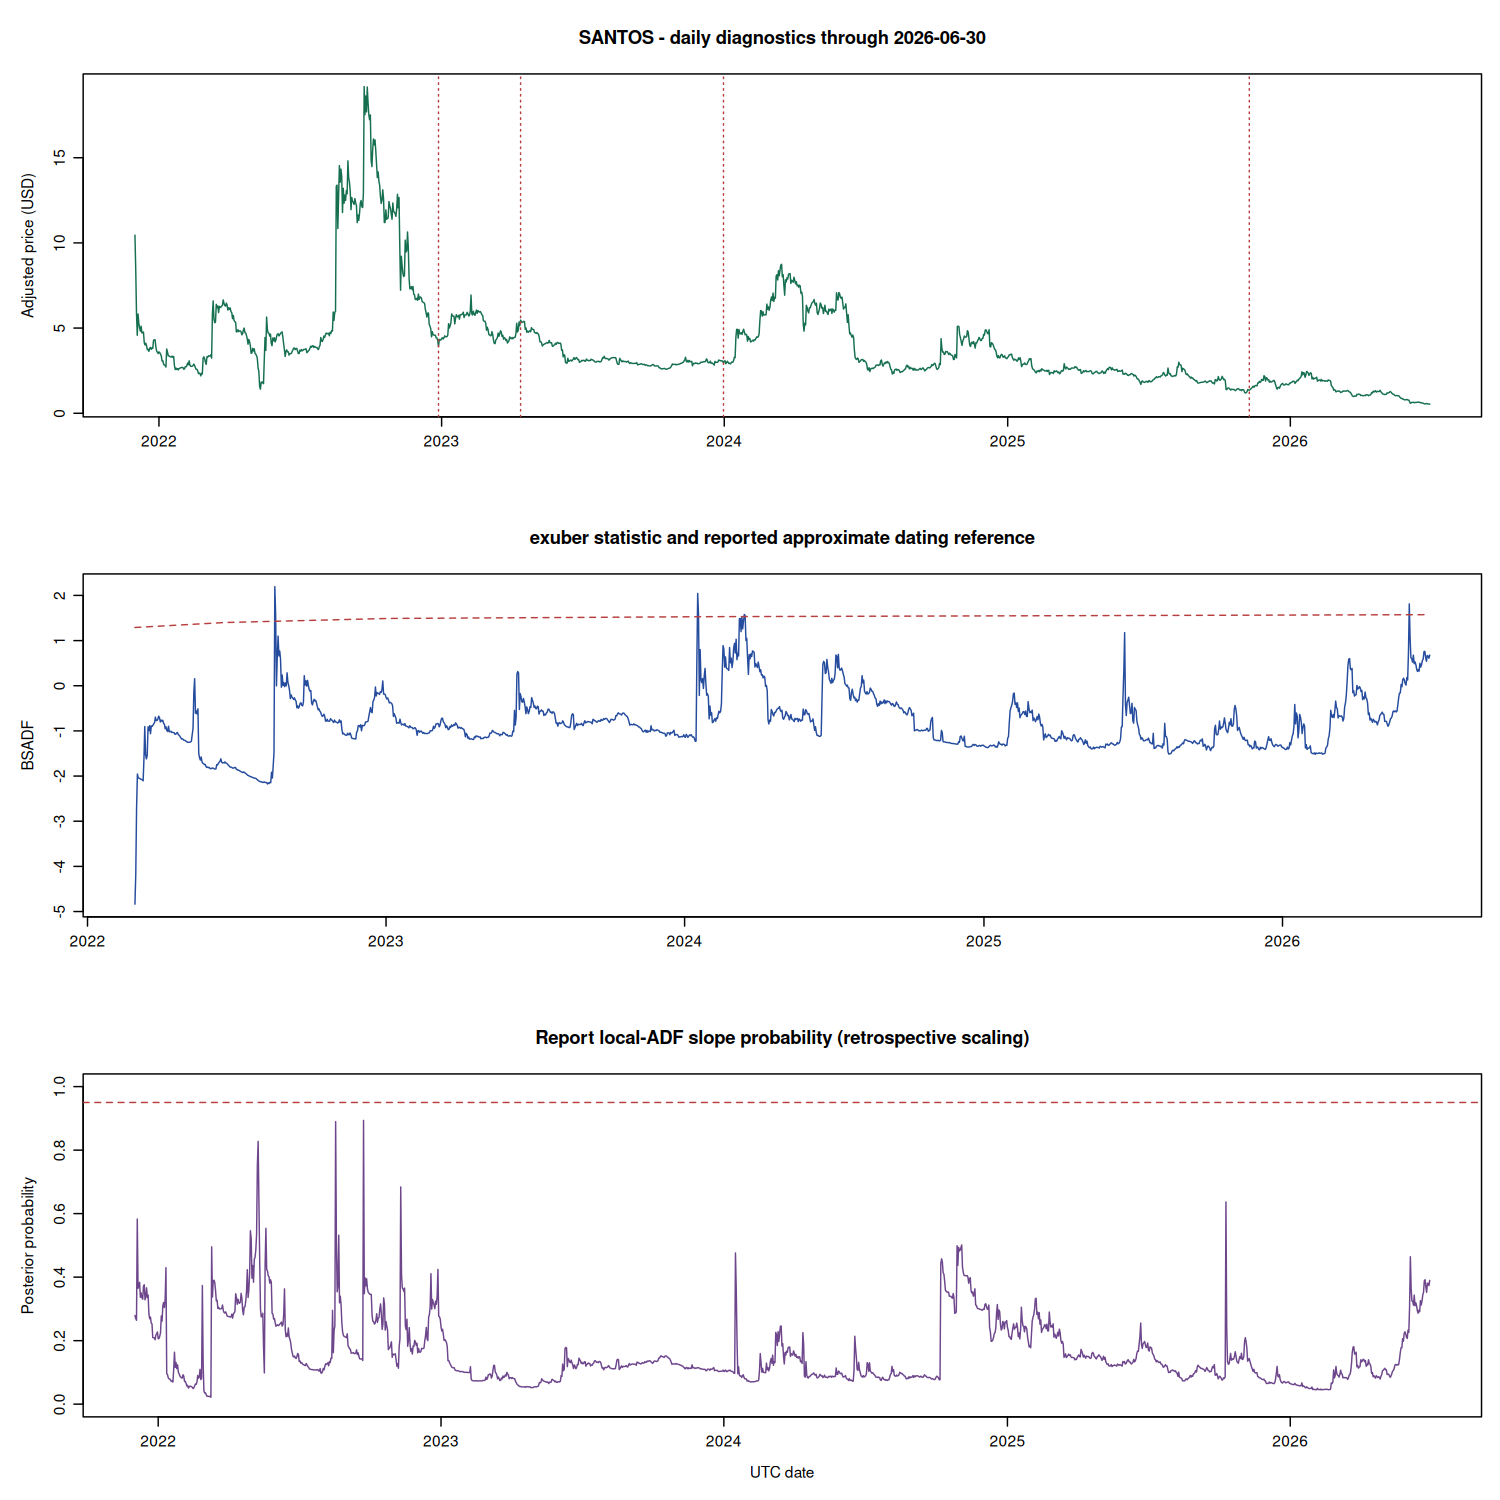 SANTOS - daily diagnostics through 2026-06-30
Adjusted price (USD)
15
10
5
0
2022 2023 2024 2025 2026
exuber statistic and reported approximate dating reference
BSADF
2
1
0
-1
-2
-3
-4
-5
2022 2023 2024 2025 2026
Report local-ADF slope probability (retrospective scaling)
Posterior probability
1.0
0.8
0.6
0.4
0.2
0.0
2022 2023 2024 2025 2026
UTC date